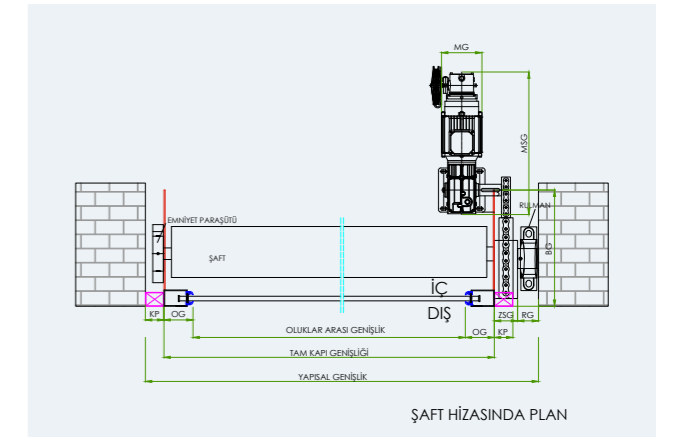 MG
MSG
EMNİYET PARAŞÜTÜ
RULMAN
ŞAFT
BG
İÇ
DIŞ
KP
OG
OG
ZSG
KP
RG
OLUKLAR ARASI GENİŞLİK
TAM KAPI GENİŞLİĞİ
YAPISAL GENİŞLİK
ŞAFT HİZASINDA PLAN